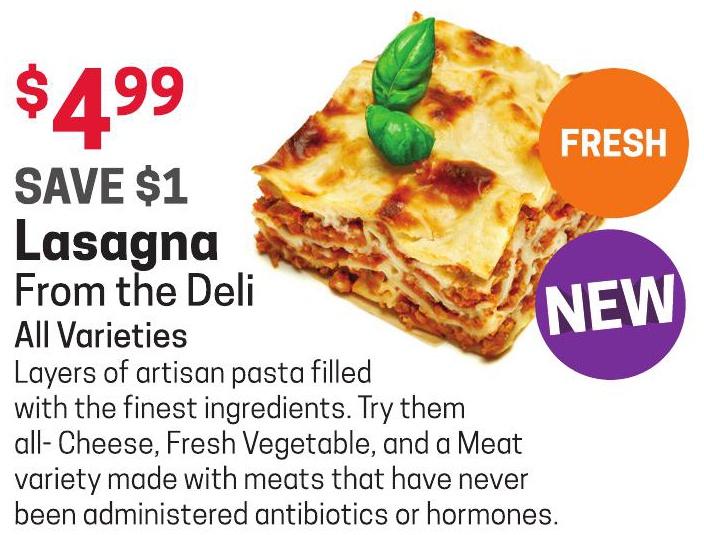 $4.99
SAVE $1
Lasagna
From the Deli
All Varieties
Layers of artisan pasta filled
with the finest ingredients. Try them
all- Cheese, Fresh Vegetable, and a Meat
variety made with meats that have never
been administered antibiotics or hormones.
FRESH
NEW